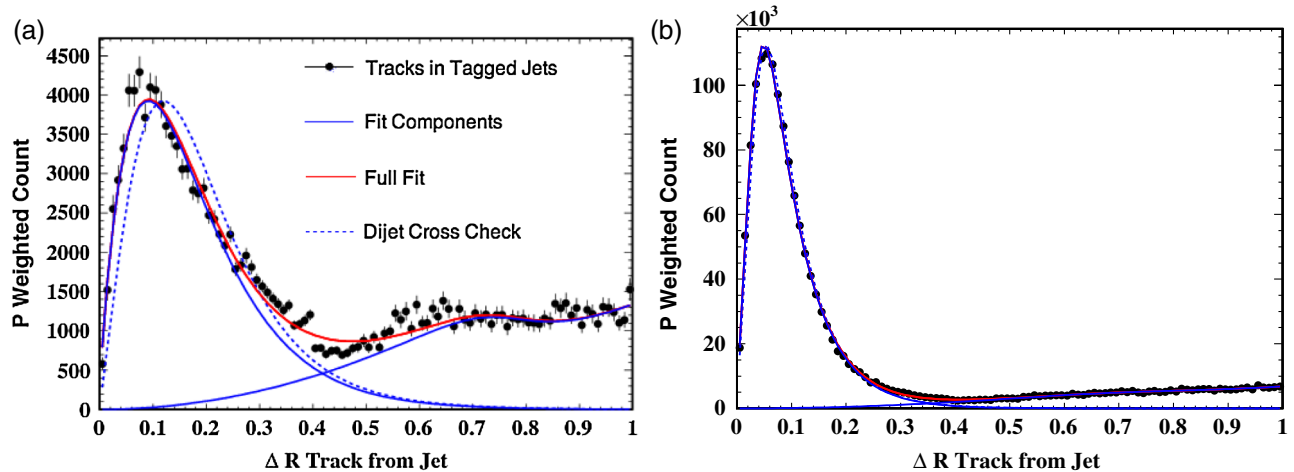 (a)
P Weighted Count
4500
4000
3500
3000
2500
2000
1500
1000
500
0
Tracks in Tagged Jets
Fit Components
Full Fit
Dijet Cross Check
0 0.1 0.2 0.3 0.4 0.5 0.6 0.7 0.8 0.9 1
Δ R Track from Jet
(b)
×10³
P Weighted Count
100
80
60
40
20
0
0 0.1 0.2 0.3 0.4 0.5 0.6 0.7 0.8 0.9 1
Δ R Track from Jet